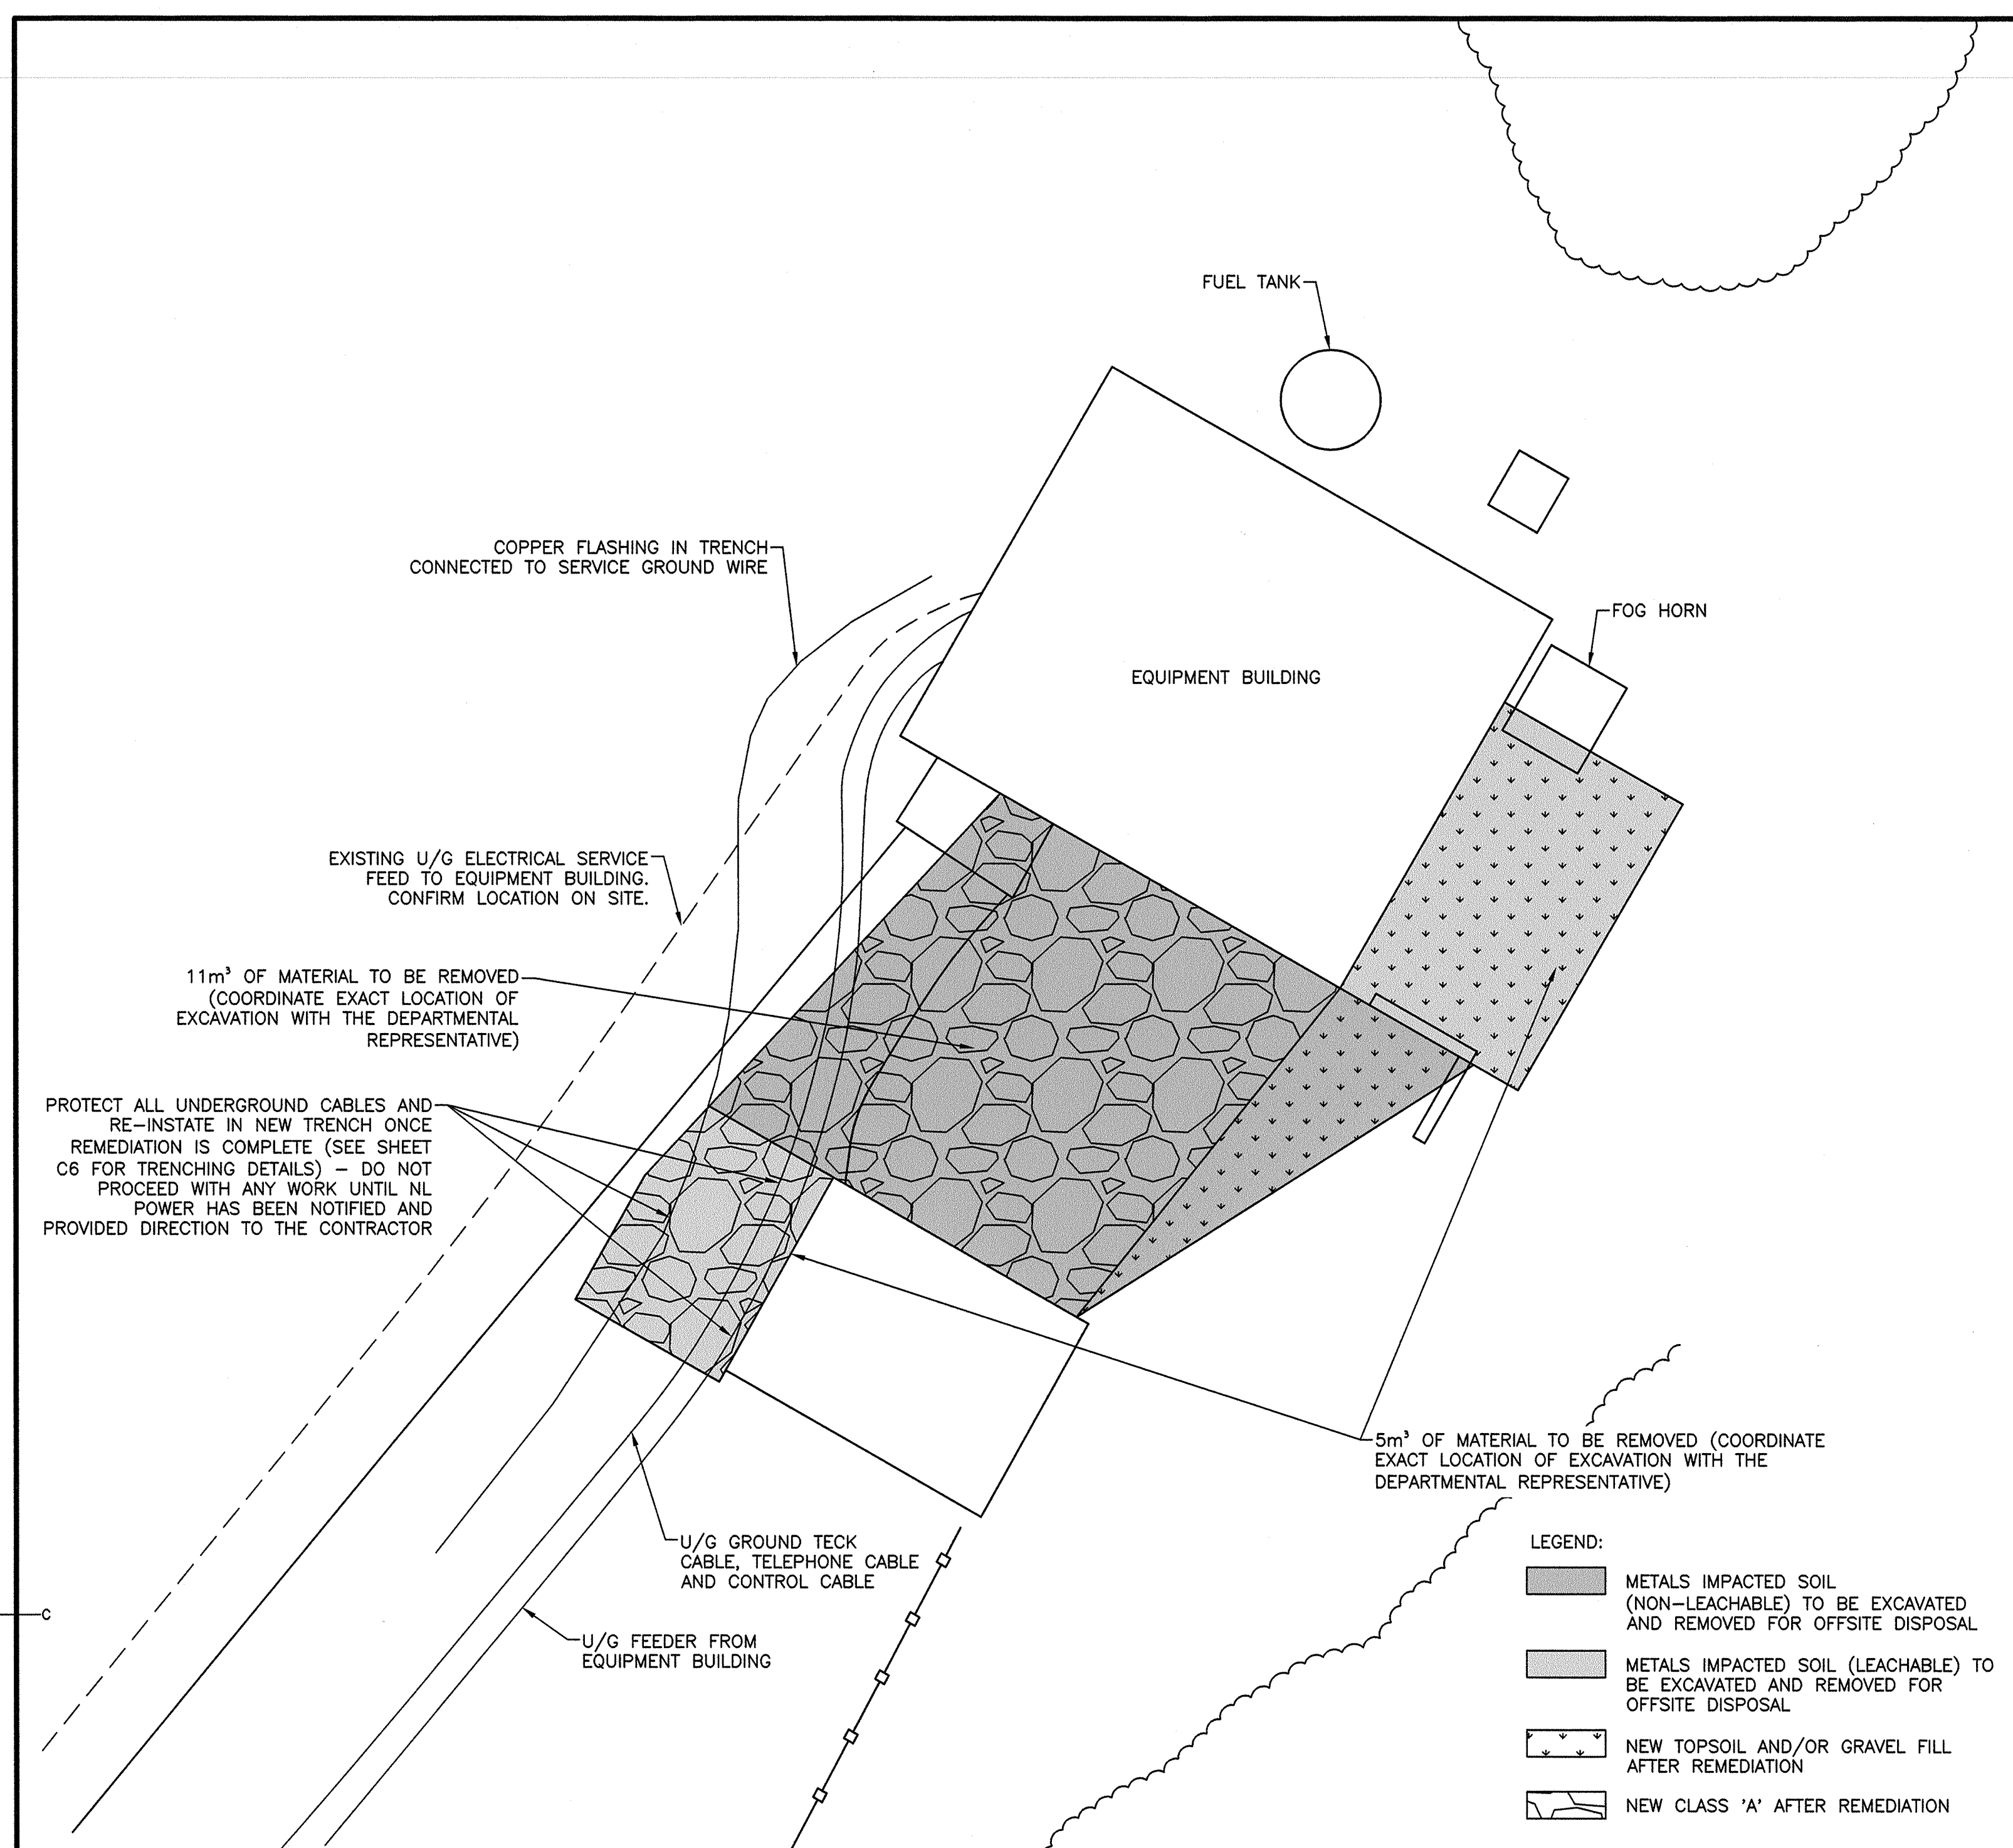 FUEL TANK
COPPER FLASHING IN TRENCH
CONNECTED TO SERVICE GROUND WIRE
FOG HORN
EQUIPMENT BUILDING
EXISTING U/G ELECTRICAL SERVICE
FEED TO EQUIPMENT BUILDING.
CONFIRM LOCATION ON SITE.
11m³ OF MATERIAL TO BE REMOVED
(COORDINATE EXACT LOCATION OF
EXCAVATION WITH THE DEPARTMENTAL
REPRESENTATIVE)
PROTECT ALL UNDERGROUND CABLES AND
RE-INSTATE IN NEW TRENCH ONCE
REMEDIATION IS COMPLETE (SEE SHEET
C6 FOR TRENCHING DETAILS) – DO NOT
PROCEED WITH ANY WORK UNTIL NL
POWER HAS BEEN NOTIFIED AND
PROVIDED DIRECTION TO THE CONTRACTOR
5m³ OF MATERIAL TO BE REMOVED (COORDINATE
EXACT LOCATION OF EXCAVATION WITH THE
DEPARTMENTAL REPRESENTATIVE)
U/G GROUND TECK
CABLE, TELEPHONE CABLE
AND CONTROL CABLE
C
U/G FEEDER FROM
EQUIPMENT BUILDING
LEGEND:
METALS IMPACTED SOIL
(NON-LEACHABLE) TO BE EXCAVATED
AND REMOVED FOR OFFSITE DISPOSAL
METALS IMPACTED SOIL (LEACHABLE) TO
BE EXCAVATED AND REMOVED FOR
OFFSITE DISPOSAL
NEW TOPSOIL AND/OR GRAVEL FILL
AFTER REMEDIATION
NEW CLASS 'A' AFTER REMEDIATION